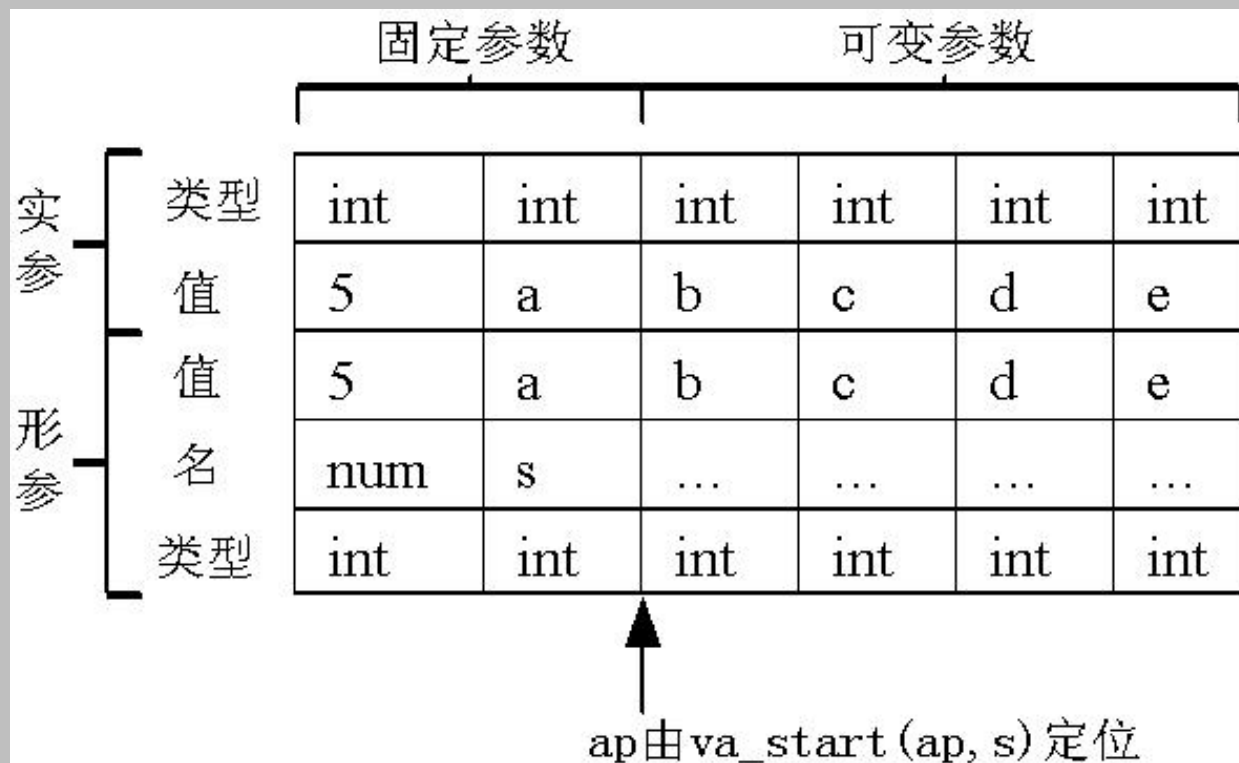 固定参数 可变参数
实参 类型 int int int int int int
值 5 a b c d e
形参 值 5 a b c d e
名 num s … … … …
类型 int int int int int int
ap由va_start(ap,s)定位